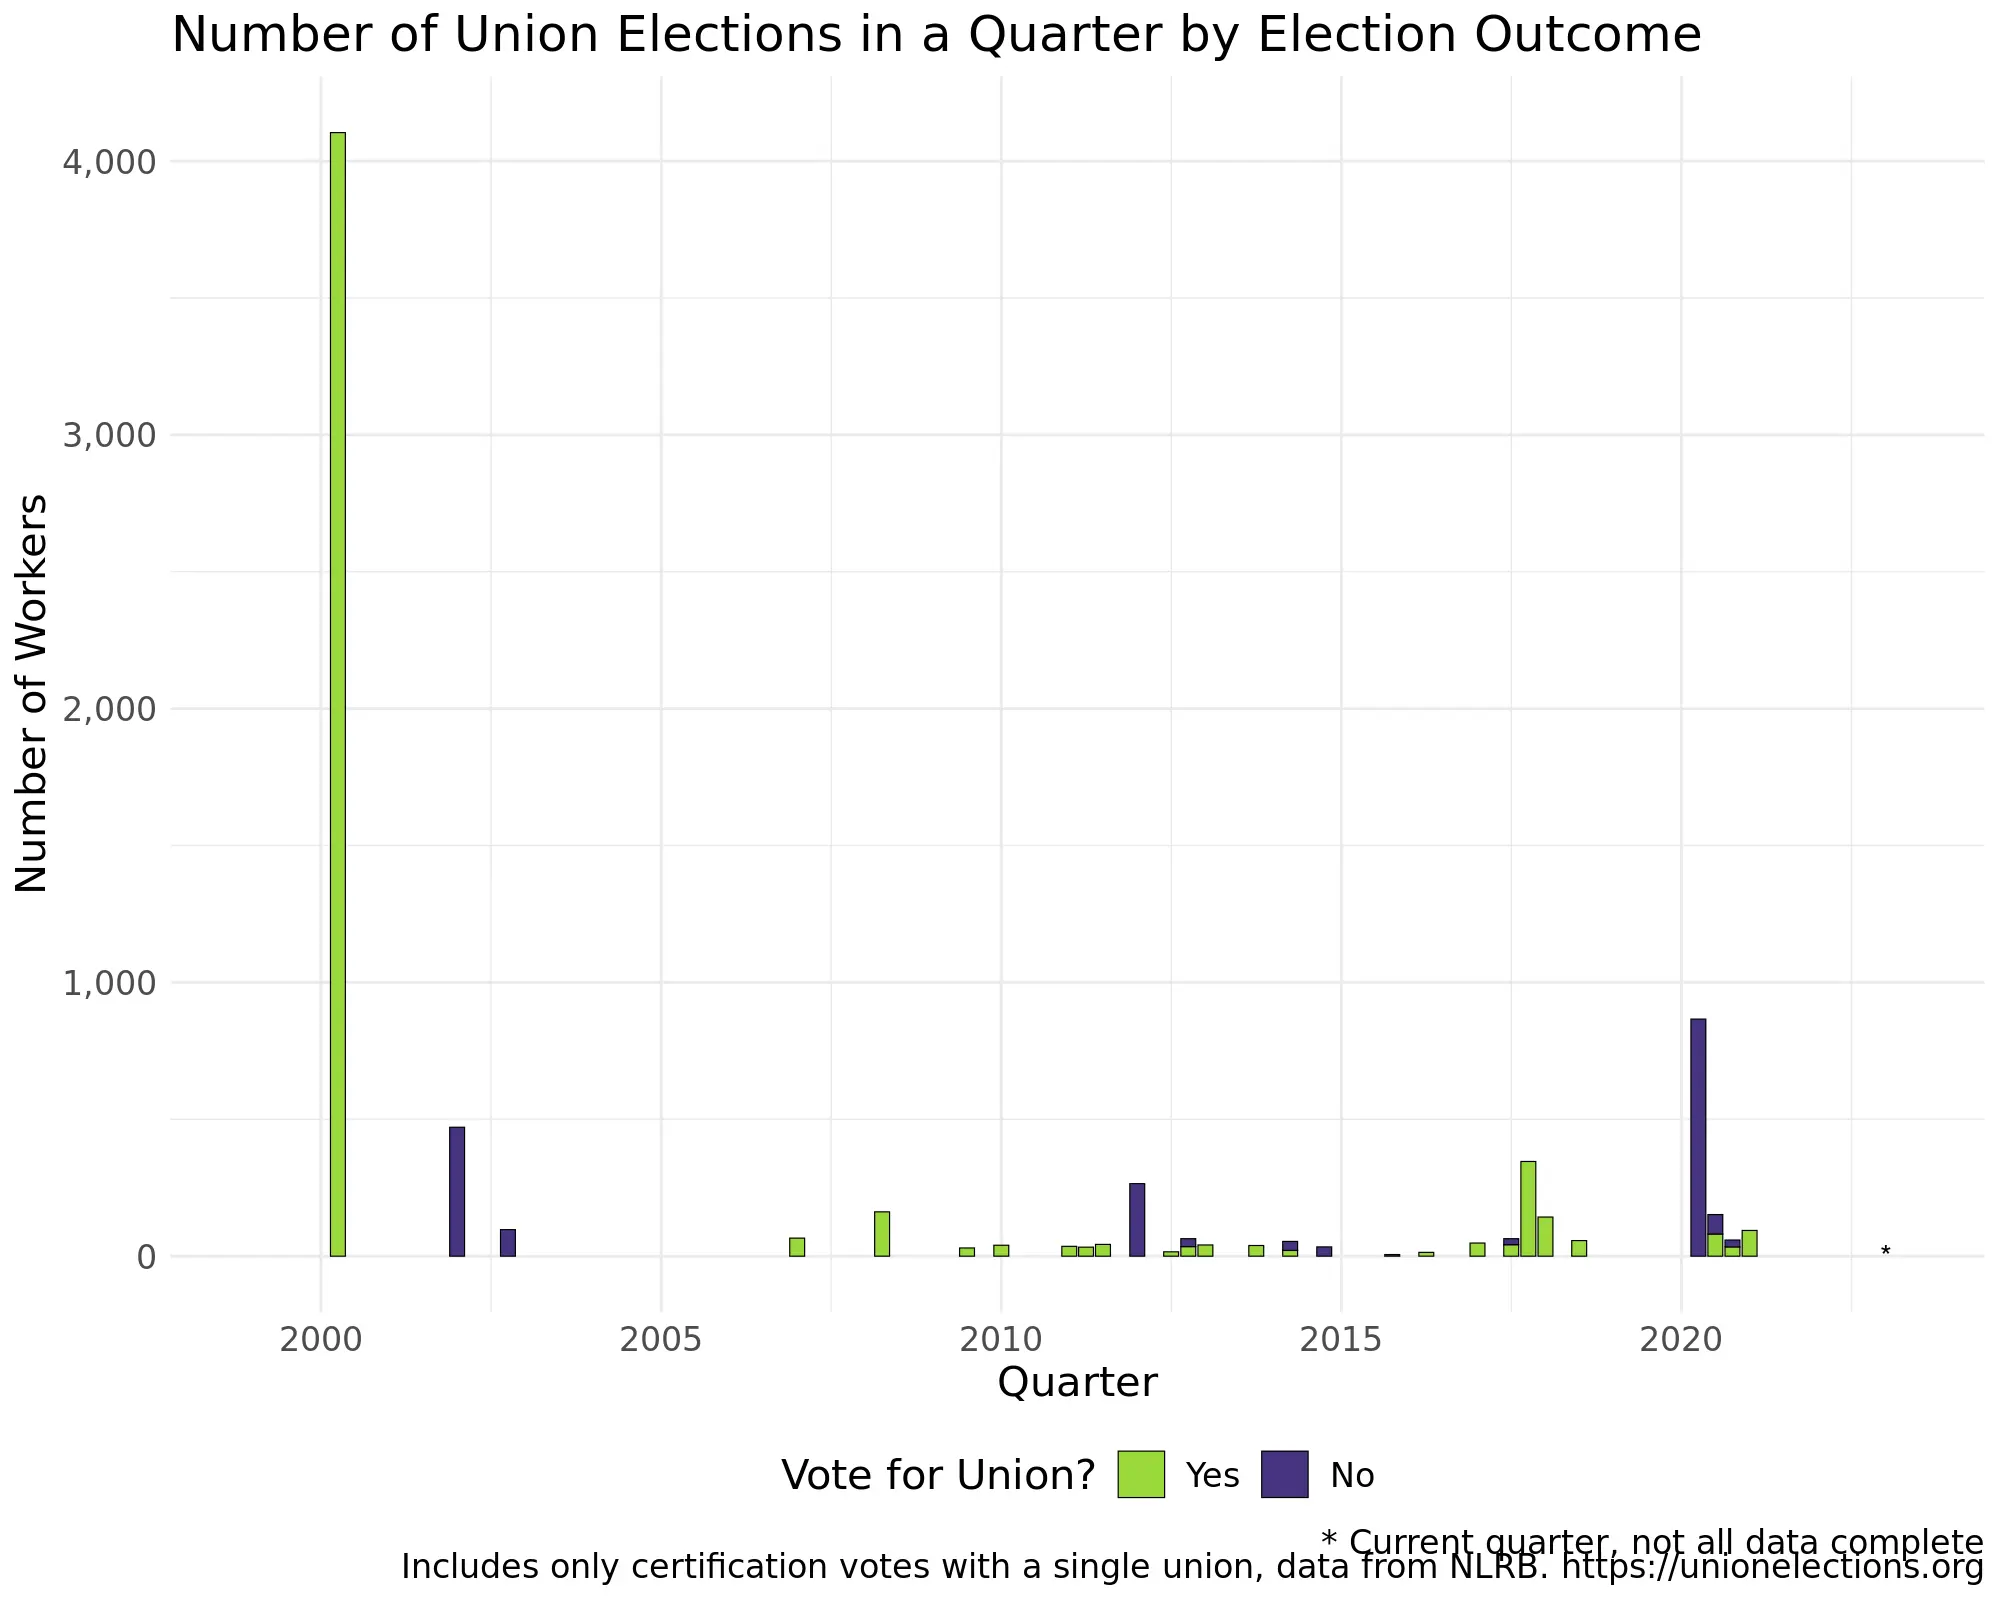 Number of Union Elections in a Quarter by Election Outcome
Number of Workers
4,000
3,000
2,000
1,000
0
*
2000 2005 2010 2015 2020
Quarter
Vote for Union? Yes No
* Current quarter, not all data complete
Includes only certification votes with a single union, data from NLRB. https://unionelections.org